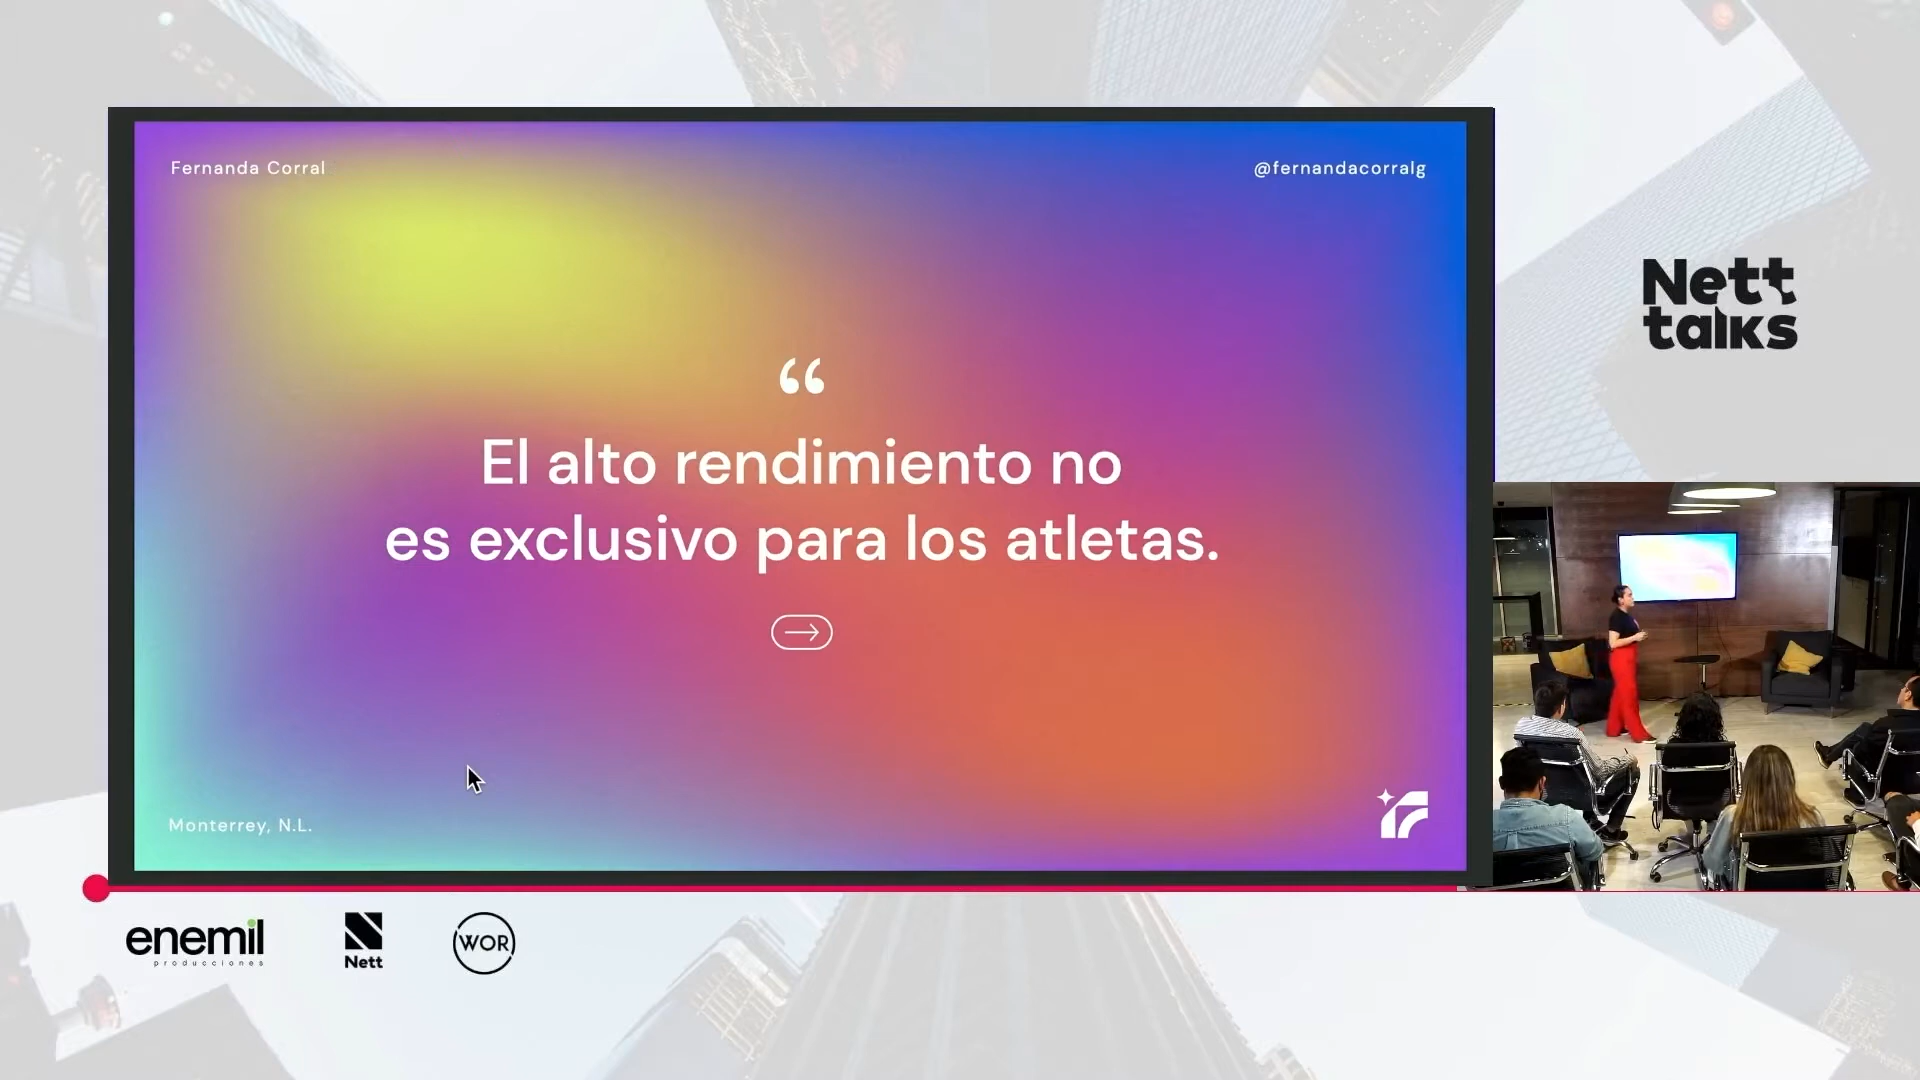 Fernanda Corral
@fernandacorralg
“
El alto rendimiento no
es exclusivo para los atletas.
Monterrey, N.L.
Nett
talks
enemil
producciones
Nett
WOR